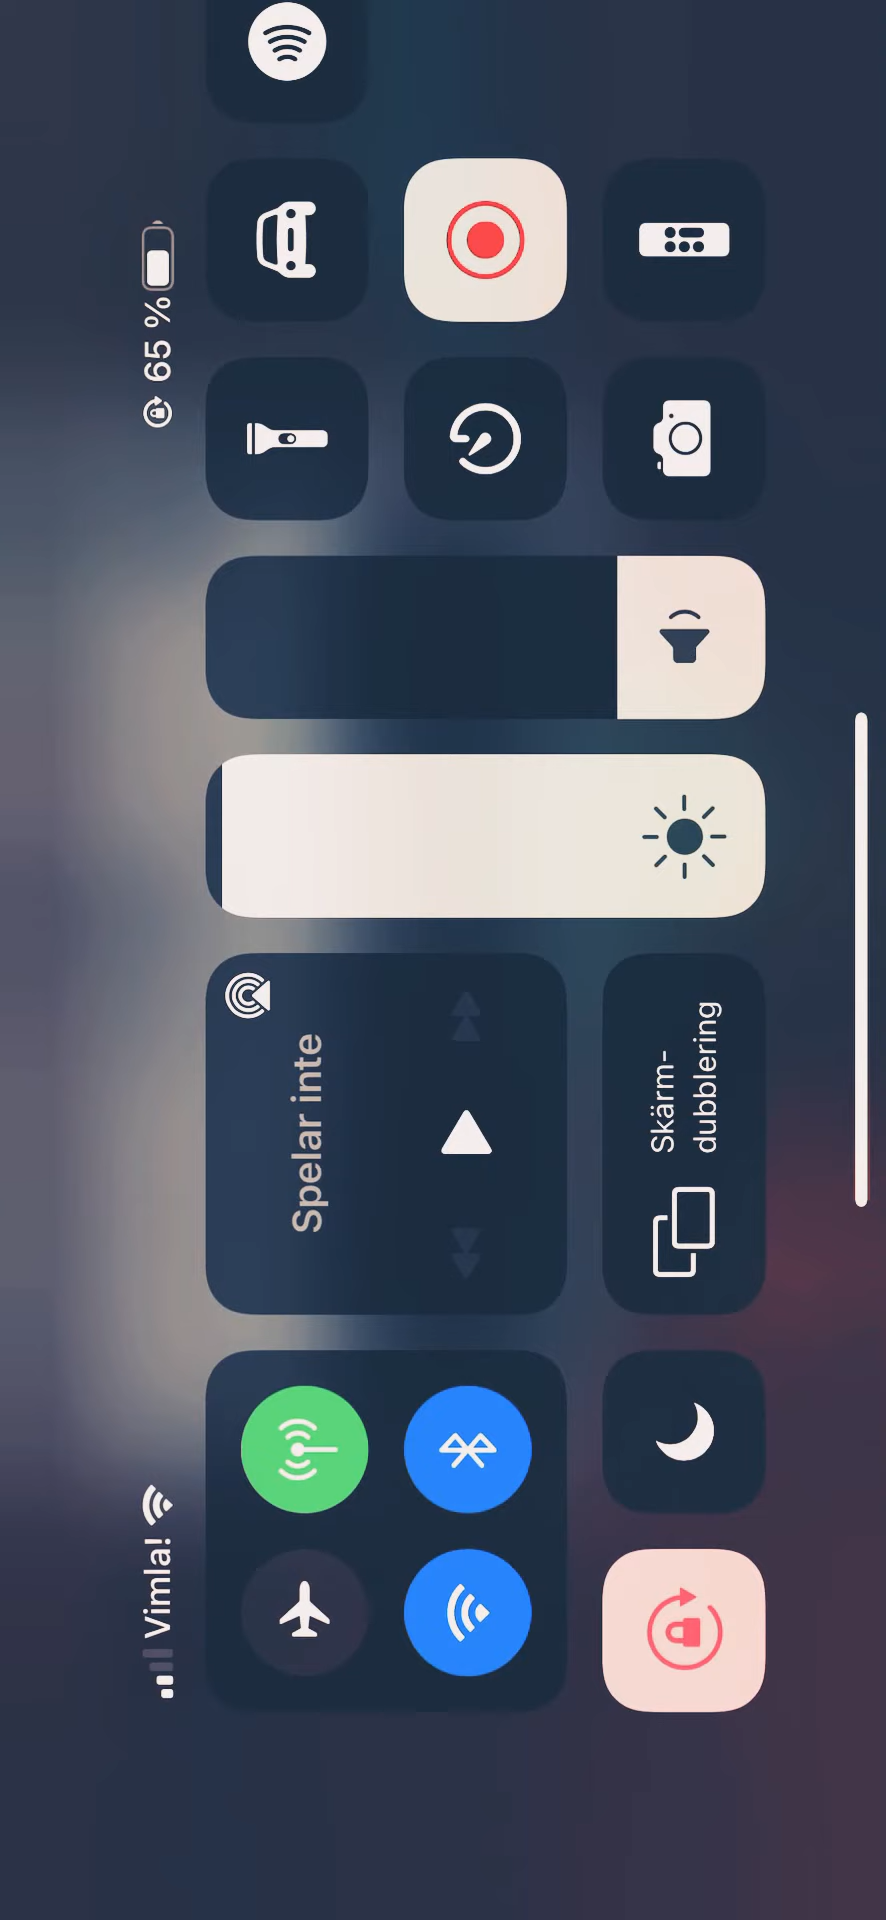 Vimla!
65 %
Spelar inte
Skärm-
dubblering